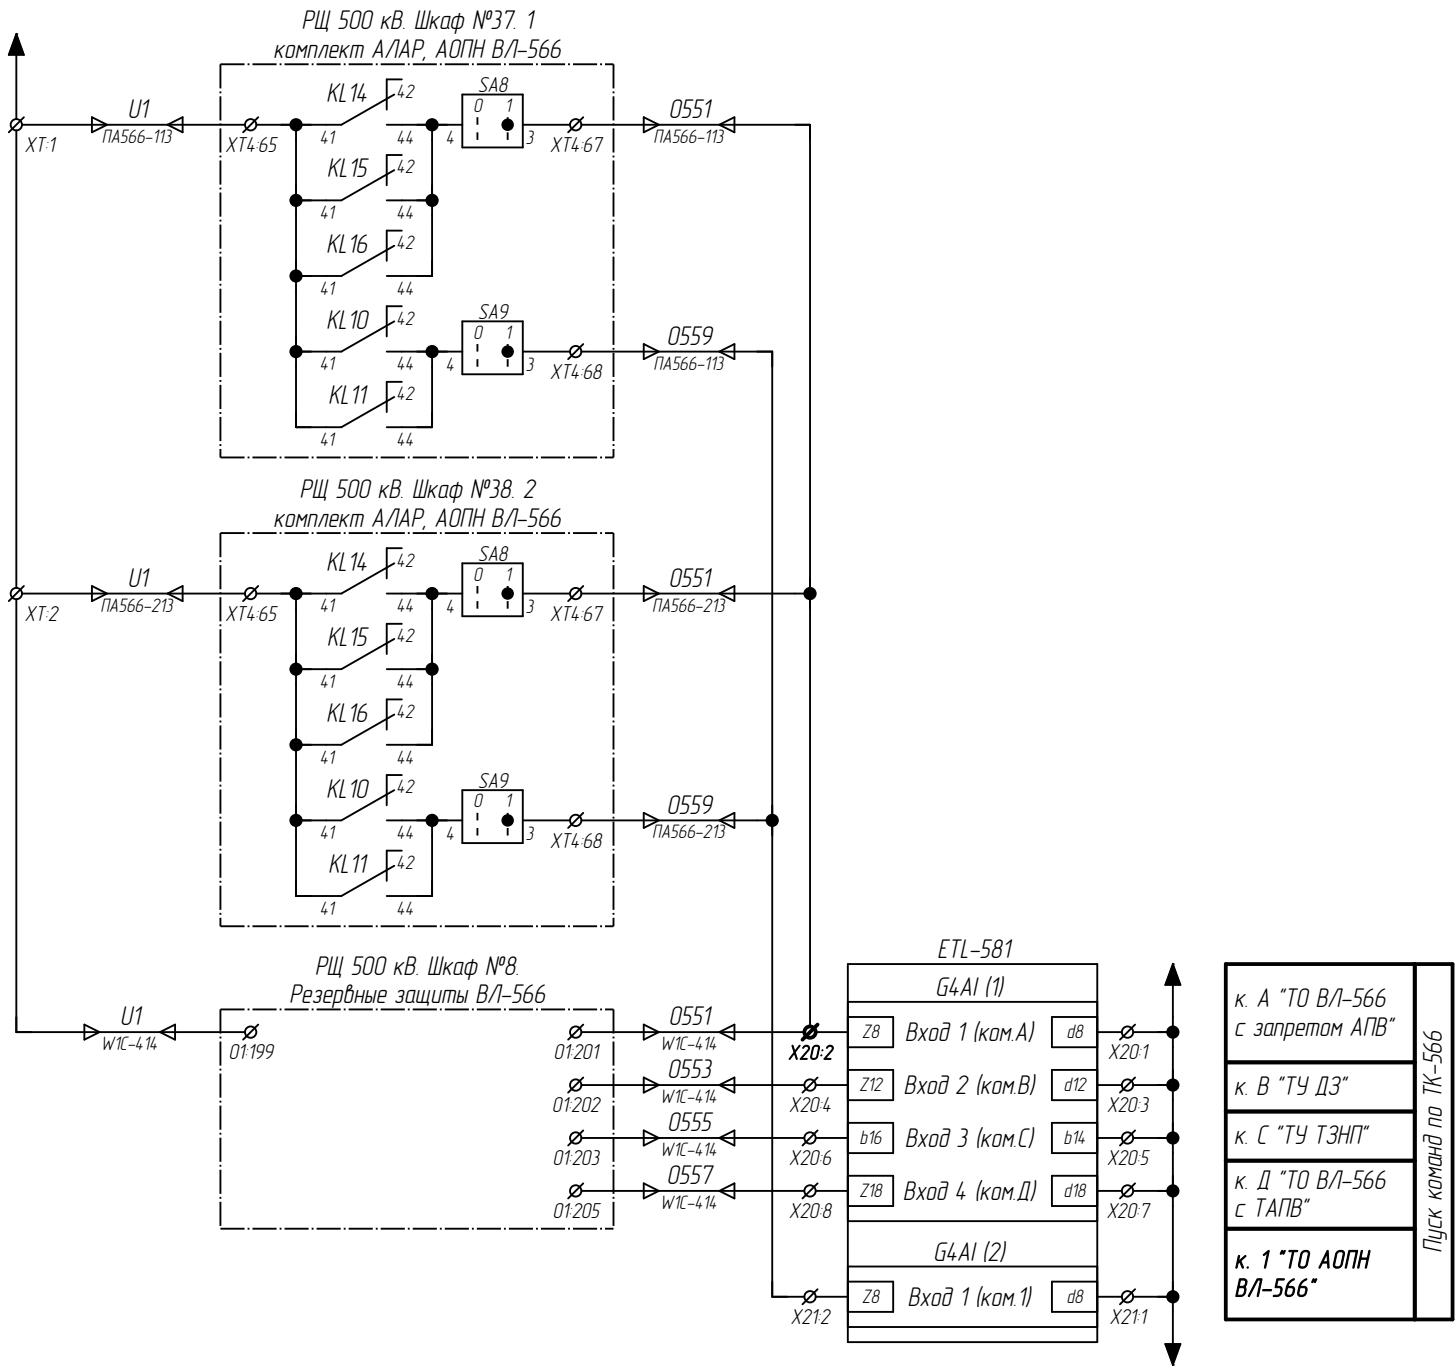 РЩ 500 кВ. Шкаф №37. 1
комплект АЛАР, АОПН ВЛ-566
XT:1
U1
ПА566-113
XT4:65
KL14
42
41
44
KL15
42
41
44
KL16
42
41
44
KL10
42
41
44
KL11
42
41
44
SA8
0 1
4
3
XT4:67
0551
ПА566-113
SA9
0 1
4
3
XT4:68
0559
ПА566-113
РЩ 500 кВ. Шкаф №38. 2
комплект АЛАР, АОПН ВЛ-566
XT:2
U1
ПА566-213
XT4:65
KL14
42
41
44
KL15
42
41
44
KL16
42
41
44
KL10
42
41
44
KL11
42
41
44
SA8
0 1
4
3
XT4:67
0551
ПА566-213
SA9
0 1
4
3
XT4:68
0559
ПА566-213
РЩ 500 кВ. Шкаф №8.
Резервные защиты ВЛ-566
U1
W1C-414
01:199
01:201
0551
W1C-414
X20:2
01:202
0553
W1C-414
X20:4
01:203
0555
W1C-414
X20:6
01:205
0557
W1C-414
X20:8
ETL-581
G4AI (1)
Z8 Вход 1 (ком.А) d8
X20:1
Z12 Вход 2 (ком.В) d12
X20:3
b16 Вход 3 (ком.С) b14
X20:5
Z18 Вход 4 (ком.Д) d18
X20:7
G4AI (2)
X21:2
Z8 Вход 1 (ком.1) d8
X21:1
к. А "ТО ВЛ-566
с запретом АПВ"
к. В "ТУ ДЗ"
к. С "ТУ ТЗНП"
к. Д "ТО ВЛ-566
с ТАПВ"
к. 1 "ТО АОПН
ВЛ-566"
Пуск команд по ТК-566